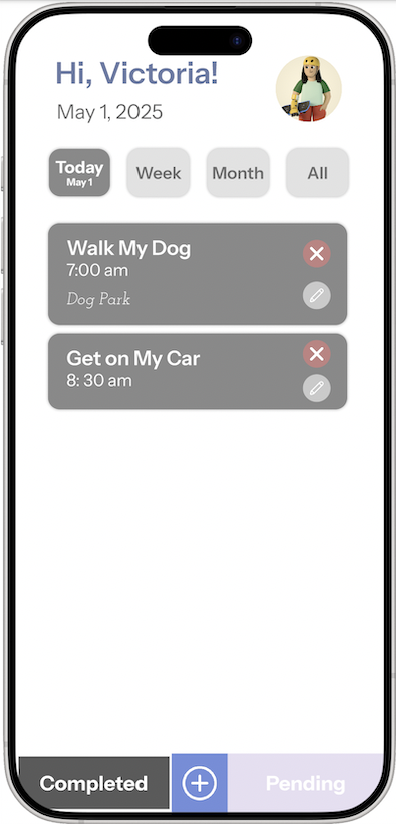 Hi, Victoria!
May 1, 2025
Today
May 1
Week
Month
All
Walk My Dog
7:00 am
Dog Park
Get on My Car
8: 30 am
Completed
Pending